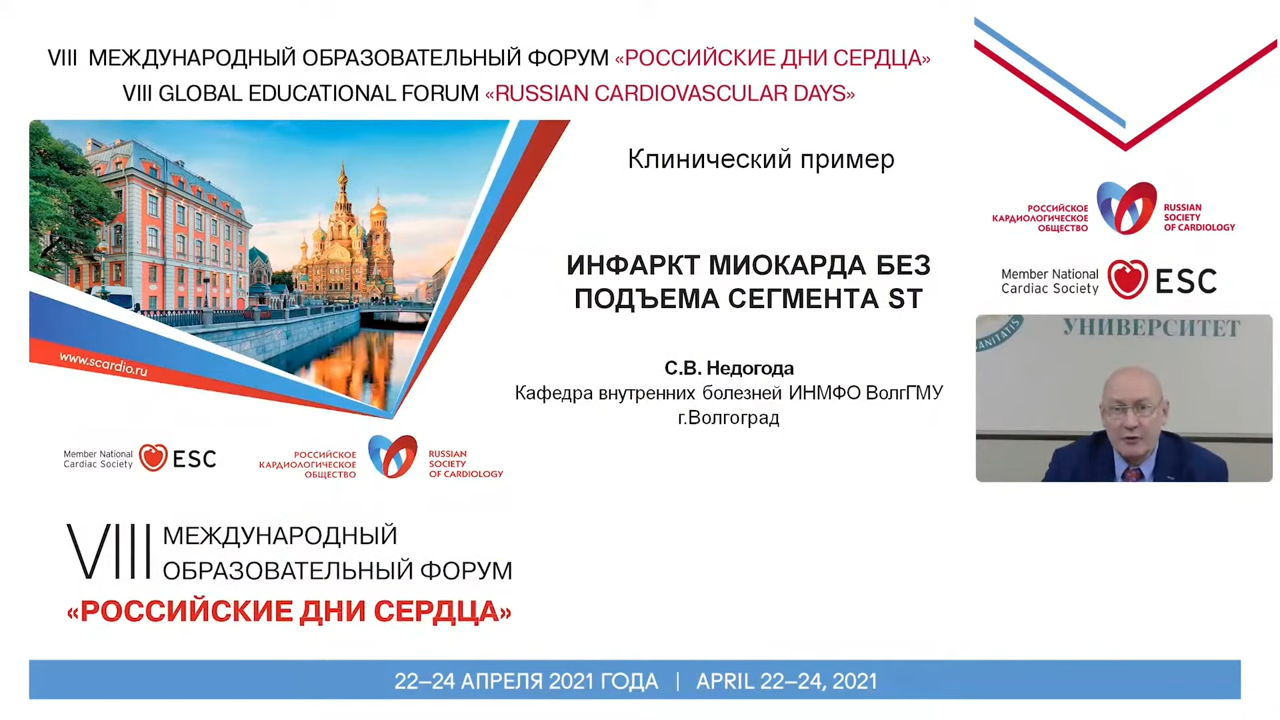 VIII МЕЖДУНАРОДНЫЙ ОБРАЗОВАТЕЛЬНЫЙ ФОРУМ «РОССИЙСКИЕ ДНИ СЕРДЦА»
VIII GLOBAL EDUCATIONAL FORUM «RUSSIAN CARDIOVASCULAR DAYS»
Клинический пример
ИНФАРКТ МИОКАРДА БЕЗ
ПОДЪЕМА СЕГМЕНТА ST
С.В. Недогода
Кафедра внутренних болезней ИНМФО ВолгГМУ
г.Волгоград
www.scardio.ru
Member National
Cardiac Society
ESC
РОССИЙСКОЕ
КАРДИОЛОГИЧЕСКОЕ
ОБЩЕСТВО
RUSSIAN
SOCIETY
OF CARDIOLOGY
VIII МЕЖДУНАРОДНЫЙ
ОБРАЗОВАТЕЛЬНЫЙ ФОРУМ
«РОССИЙСКИЕ ДНИ СЕРДЦА»
РОССИЙСКОЕ
КАРДИОЛОГИЧЕСКОЕ
ОБЩЕСТВО
RUSSIAN
SOCIETY
OF CARDIOLOGY
Member National
Cardiac Society
ESC
ANITATIS
УНИВЕРСИТЕТ
22–24 АПРЕЛЯ 2021 ГОДА | APRIL 22–24, 2021